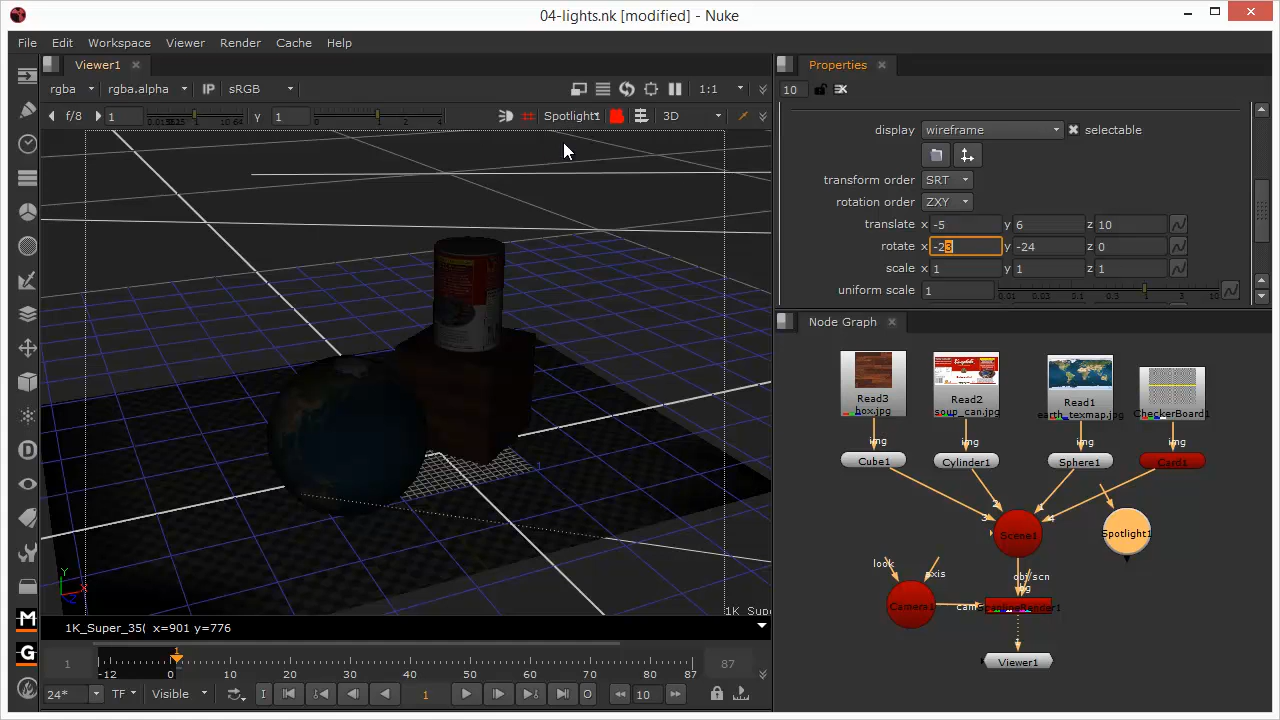 04-lights.nk [modified] - Nuke
File Edit Workspace Viewer Render Cache Help
Viewer1
Properties
rgba rgba.alpha IP sRGB 1:1
10
f/8 1 y 1 Spotlight1 3D
display wireframe selectable
transform order SRT
rotation order ZXY
translate x -5 y 6 z 10
rotate x -23 y -24 z 0
scale x 1 y 1 z 1
uniform scale 1
Node Graph
Read3
box.jpg
Read2
soup_can.jpg
Read1
earth_texmap.jpg
CheckerBoard1
img img img img
Cube1 Cylinder1 Sphere1 Card1
Scene1
Spotlight1
look axis obj/scn
Camera1 cam ScanlineRender1
Viewer1
1K_Super_35( x=901 y=776
1 -12 0 10 20 30 40 50 60 70 80 87 87
24* TF Visible I 1 O 10